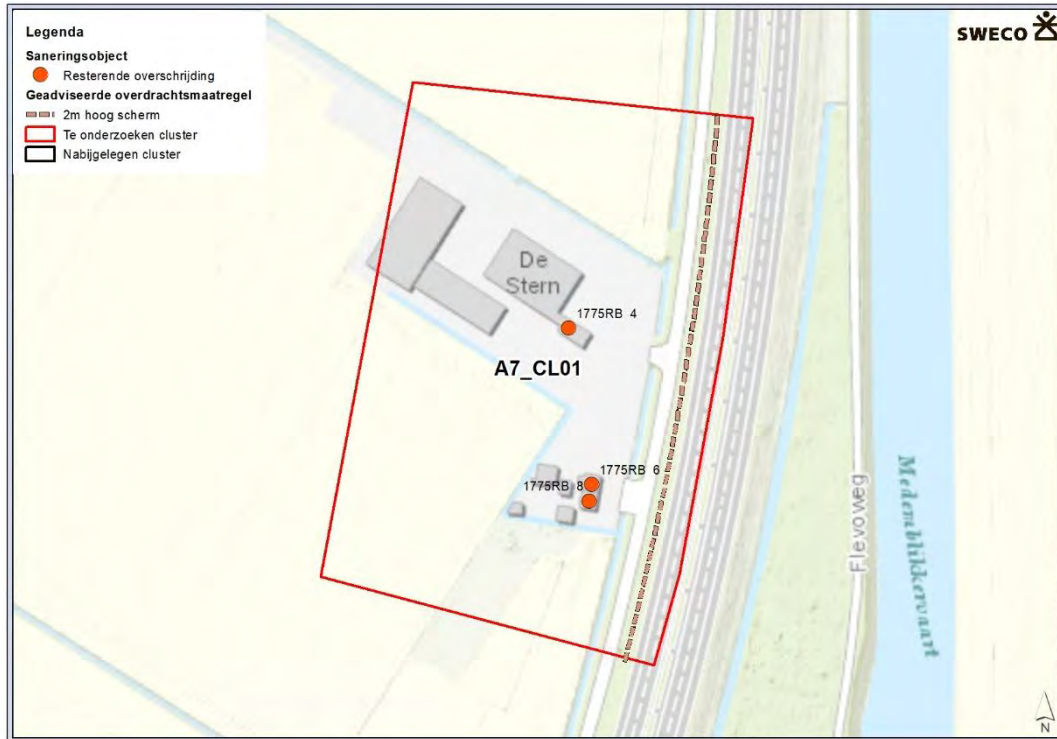 Legenda
Saneringsobject
Resterende overschrijding
Geadviseerde overdrachtsmaatregel
2m hoog scherm
Te onderzoeken cluster
Nabijgelegen cluster
SWECO
De
Stern
1775RB 4
A7_CL01
1775RB 6
1775RB 8
Flevoweg
Medemblikkervaart
N